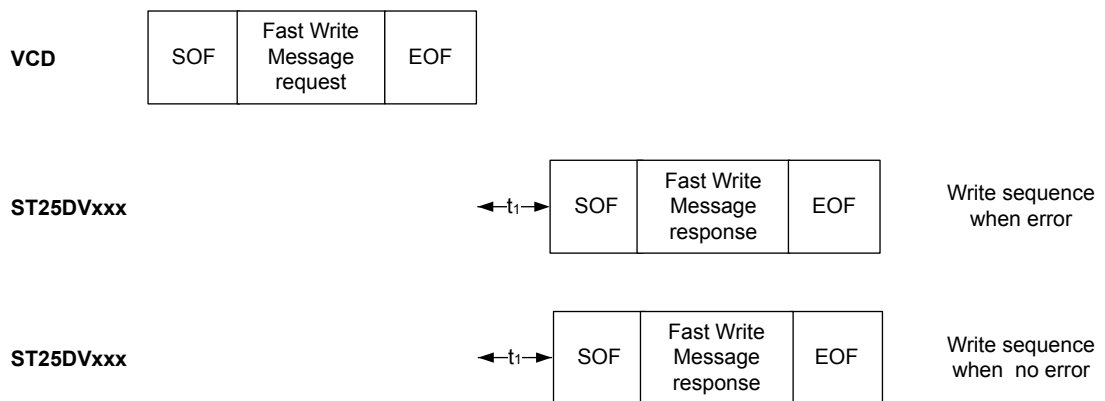 VCD
SOF
Fast Write
Message
request
EOF
ST25DVxxx
t1
SOF
Fast Write
Message
response
EOF
Write sequence
when error
ST25DVxxx
t1
SOF
Fast Write
Message
response
EOF
Write sequence
when no error